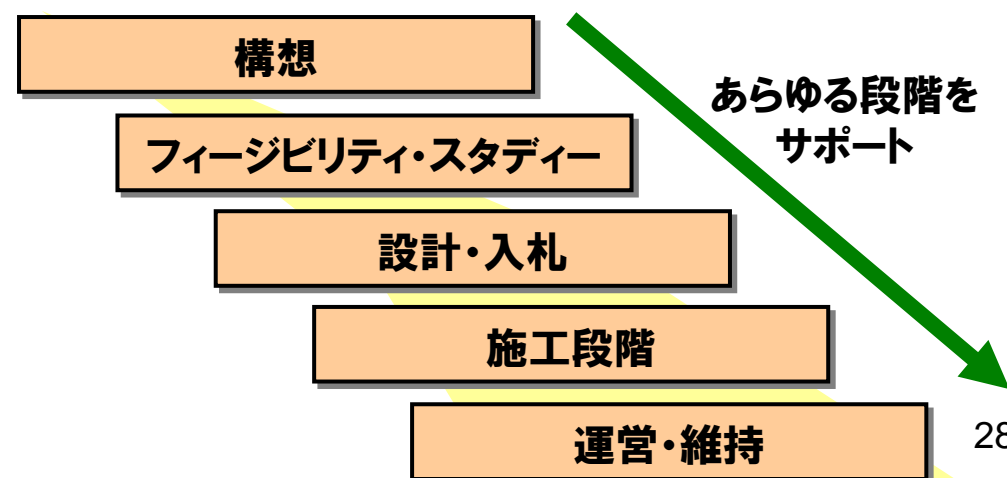 構想
あらゆる段階を
サポート
フィージビリティ・スタディー
設計・入札
施工段階
運営・維持
28